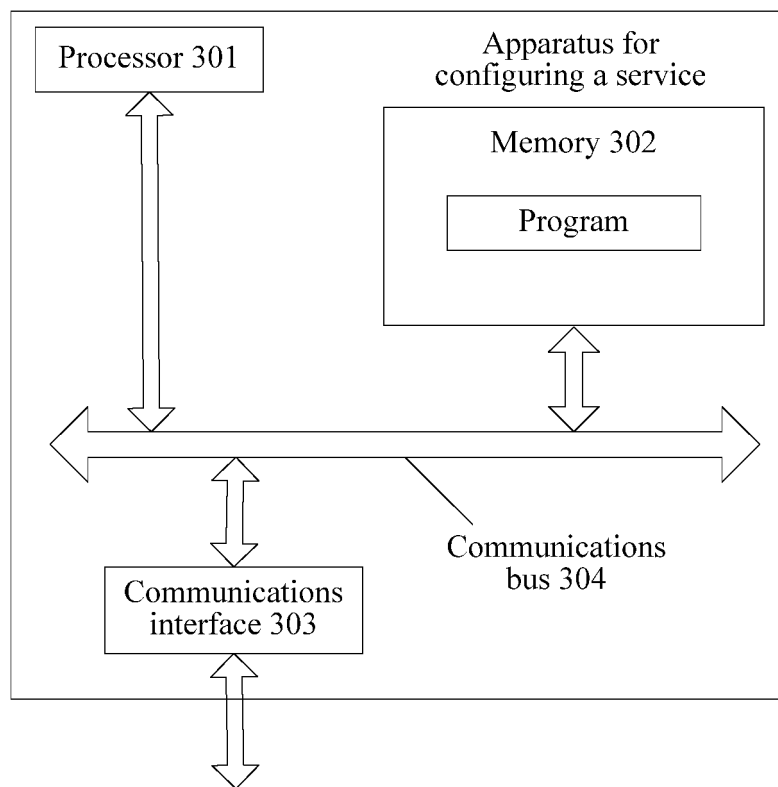 Processor 301
Apparatus for
configuring a service
Memory 302
Program
Communications
bus 304
Communications
interface 303